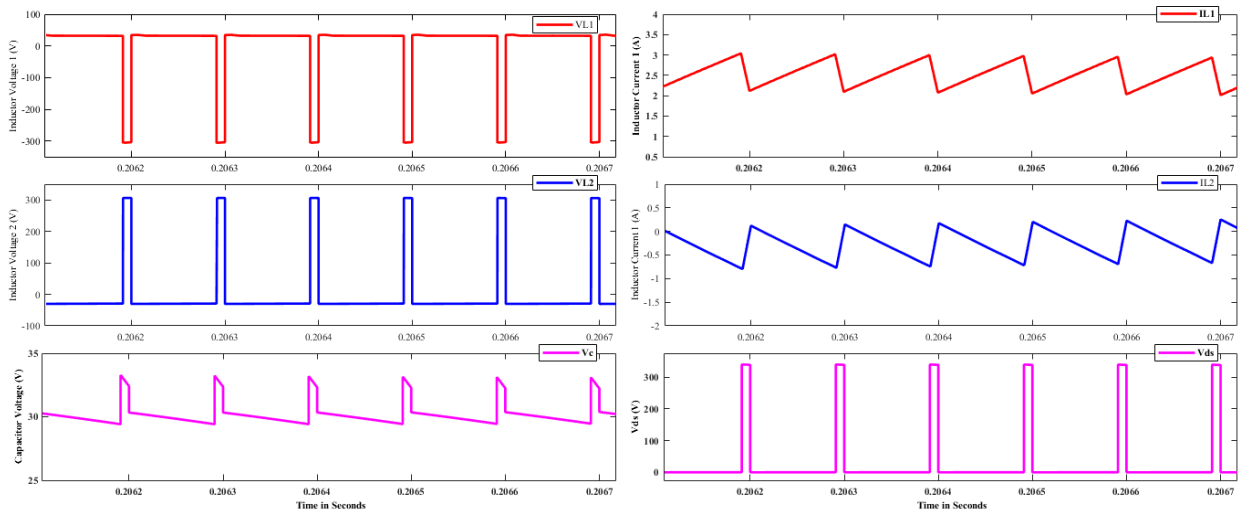 VL1
Inductor Voltage 1 (V)
100
0
-100
-200
-300
0.2062 0.2063 0.2064 0.2065 0.2066 0.2067
IL1
Inductor Current 1 (A)
4
3.5
3
2.5
2
1.5
1
0.5
0.2062 0.2063 0.2064 0.2065 0.2066 0.2067
VL2
Inductor Voltage 2 (V)
300
200
100
0
-100
0.2062 0.2063 0.2064 0.2065 0.2066 0.2067
IL2
Inductor Current 1 (A)
1
0.5
0
-0.5
-1
-1.5
-2
0.2062 0.2063 0.2064 0.2065 0.2066 0.2067
Vc
Capacitor Voltage (V)
35
30
25
0.2062 0.2063 0.2064 0.2065 0.2066 0.2067
Time in Seconds
Vds
Vds (V)
300
200
100
0
0.2062 0.2063 0.2064 0.2065 0.2066 0.2067
Time in Seconds